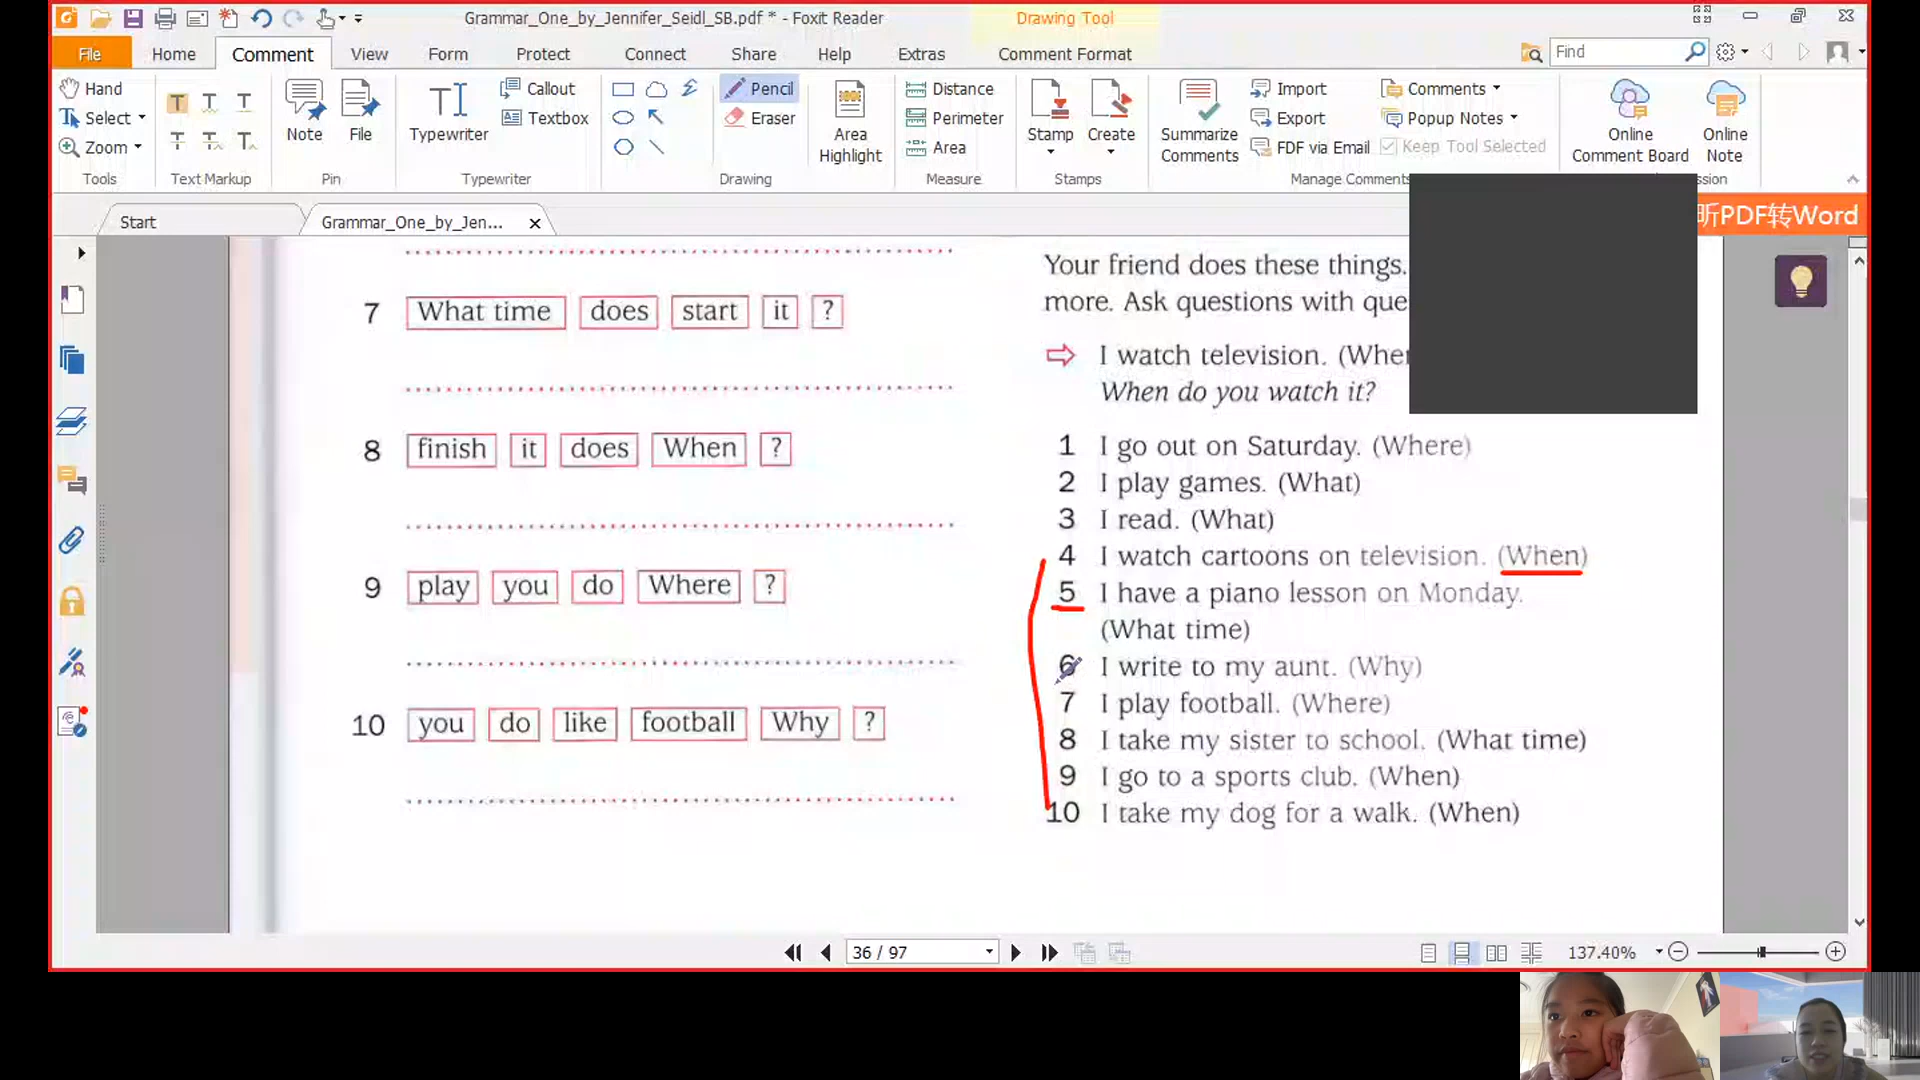 Grammar_One_by_Jennifer_Seidl_SB.pdf * - Foxit Reader
Drawing Tool
File
Home
Comment
View
Form
Protect
Connect
Share
Help
Extras
Comment Format
Find
Hand
Select
Zoom
Tools
Text Markup
Note
File
Pin
Typewriter
Callout
Textbox
Typewriter
Pencil
Eraser
Drawing
Area
Highlight
Distance
Perimeter
Area
Measure
Stamp
Create
Stamps
Summarize
Comments
Import
Export
FDF via Email
Comments
Popup Notes
Keep Tool Selected
Manage Comments
Online
Comment Board
Online
Note
Start
Grammar_One_by_Jen...
PDF转Word
7 What time does start it ?
8 finish it does When ?
9 play you do Where ?
10 you do like football Why ?
Your friend does these things.
more. Ask questions with
I watch television.
When do you watch it?
1 I go out on Saturday. (Where)
2 I play games. (What)
3 I read. (What)
4 I watch cartoons on television. (When)
5 I have a piano lesson on Monday.
(What time)
6 I write to my aunt. (Why)
7 I play football. (Where)
8 I take my sister to school. (What time)
9 I go to a sports club. (When)
10 I take my dog for a walk. (When)
36 / 97
137.40%